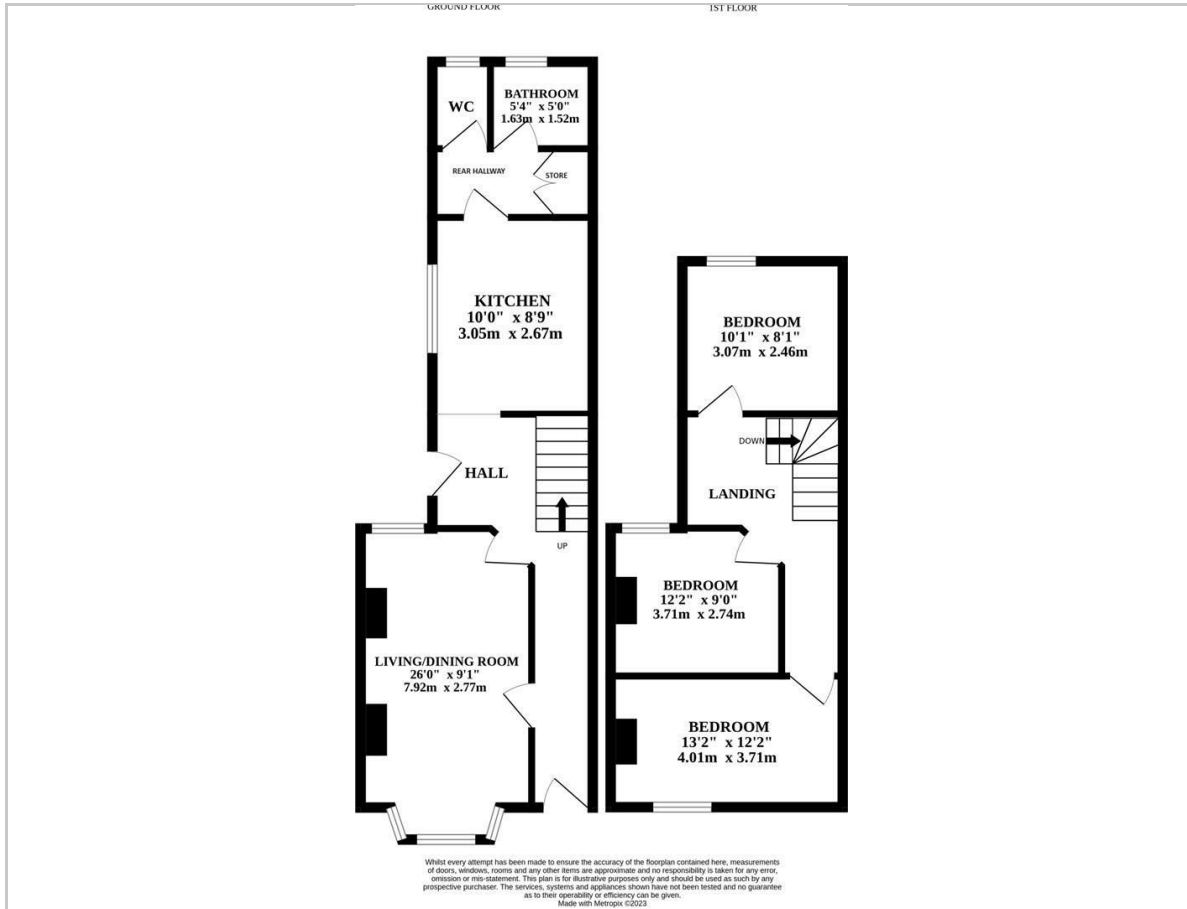 GROUND FLOOR
1ST FLOOR
WC
BATHROOM
5'4" x 5'0"
1.63m x 1.52m
REAR HALLWAY
STORE
KITCHEN
10'0" x 8'9"
3.05m x 2.67m
HALL
UP
LIVING/DINING ROOM
26'0" x 9'1"
7.92m x 2.77m
BEDROOM
10'1" x 8'1"
3.07m x 2.46m
DOWN
LANDING
BEDROOM
12'2" x 9'0"
3.71m x 2.74m
BEDROOM
13'2" x 12'2"
4.01m x 3.71m
Whilst every attempt has been made to ensure the accuracy of the floorplan contained here, measurements
of doors, windows, rooms and any other items are approximate and no responsibility is taken for any error,
omission or mis-statement. This plan is for illustrative purposes only and should be used as such by any
prospective purchaser. The services, systems and appliances shown have not been tested and no guarantee
as to their operability or efficiency can be given.
Made with Metropix ©2023